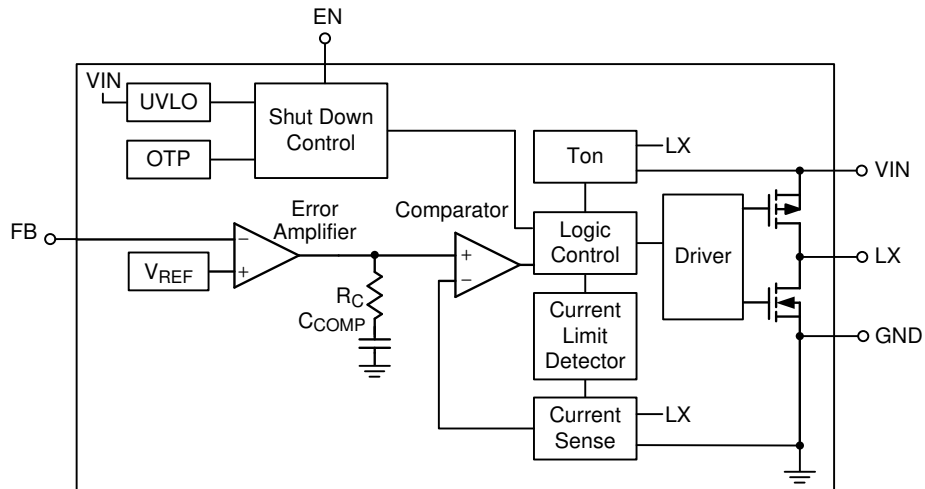 EN
VIN
UVLO
Shut Down
Control
OTP
Ton
LX
VIN
Error
Amplifier
Comparator
FB
−
+
VREF
+
−
Logic
Control
Driver
LX
RC
CCOMP
Current
Limit
Detector
GND
Current
Sense
LX